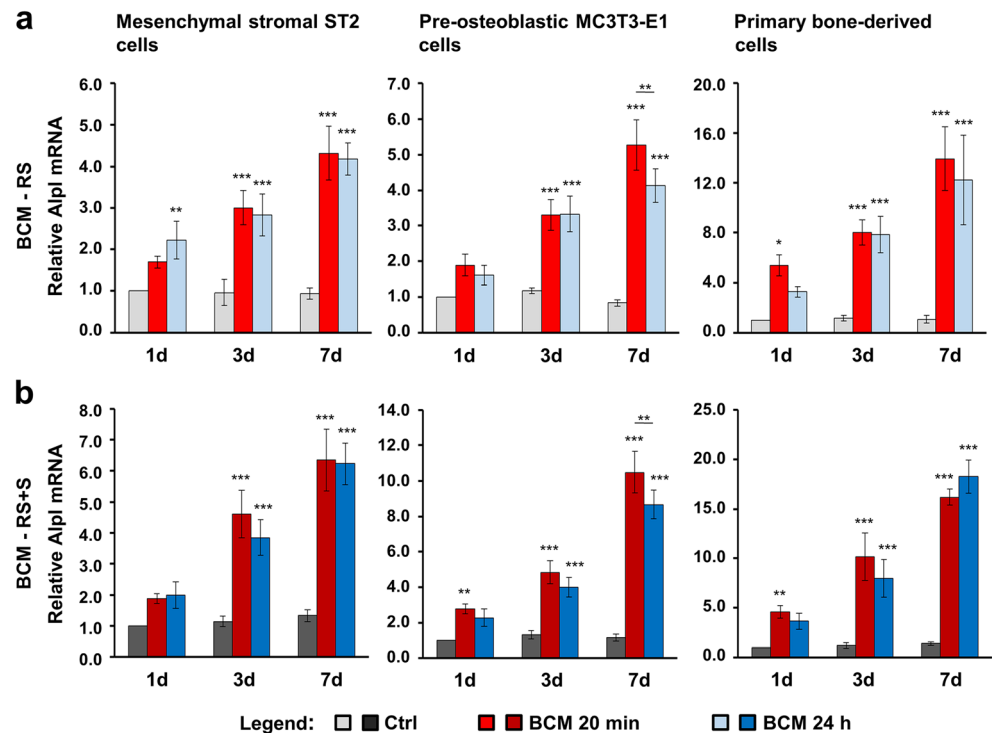 a
Mesenchymal stromal ST2
cells
Pre-osteoblastic MC3T3-E1
cells
Primary bone-derived
cells
BCM - RS
Relative Alpl mRNA
6.0
5.0
4.0
3.0
2.0
1.0
0.0
**
***
***
***
***
1d
3d
7d
7.0
6.0
5.0
4.0
3.0
2.0
1.0
0.0
***
***
**
***
***
1d
3d
7d
20.0
16.0
12.0
8.0
4.0
0.0
*
***
***
***
***
1d
3d
7d
b
BCM - RS+S
Relative Alpl mRNA
8.0
7.0
6.0
5.0
4.0
3.0
2.0
1.0
0.0
***
***
***
***
1d
3d
7d
14.0
12.0
10.0
8.0
6.0
4.0
2.0
0.0
**
***
***
**
***
***
1d
3d
7d
25.0
20.0
15.0
10.0
5.0
0.0
**
***
***
***
***
1d
3d
7d
Legend: Ctrl BCM 20 min BCM 24 h